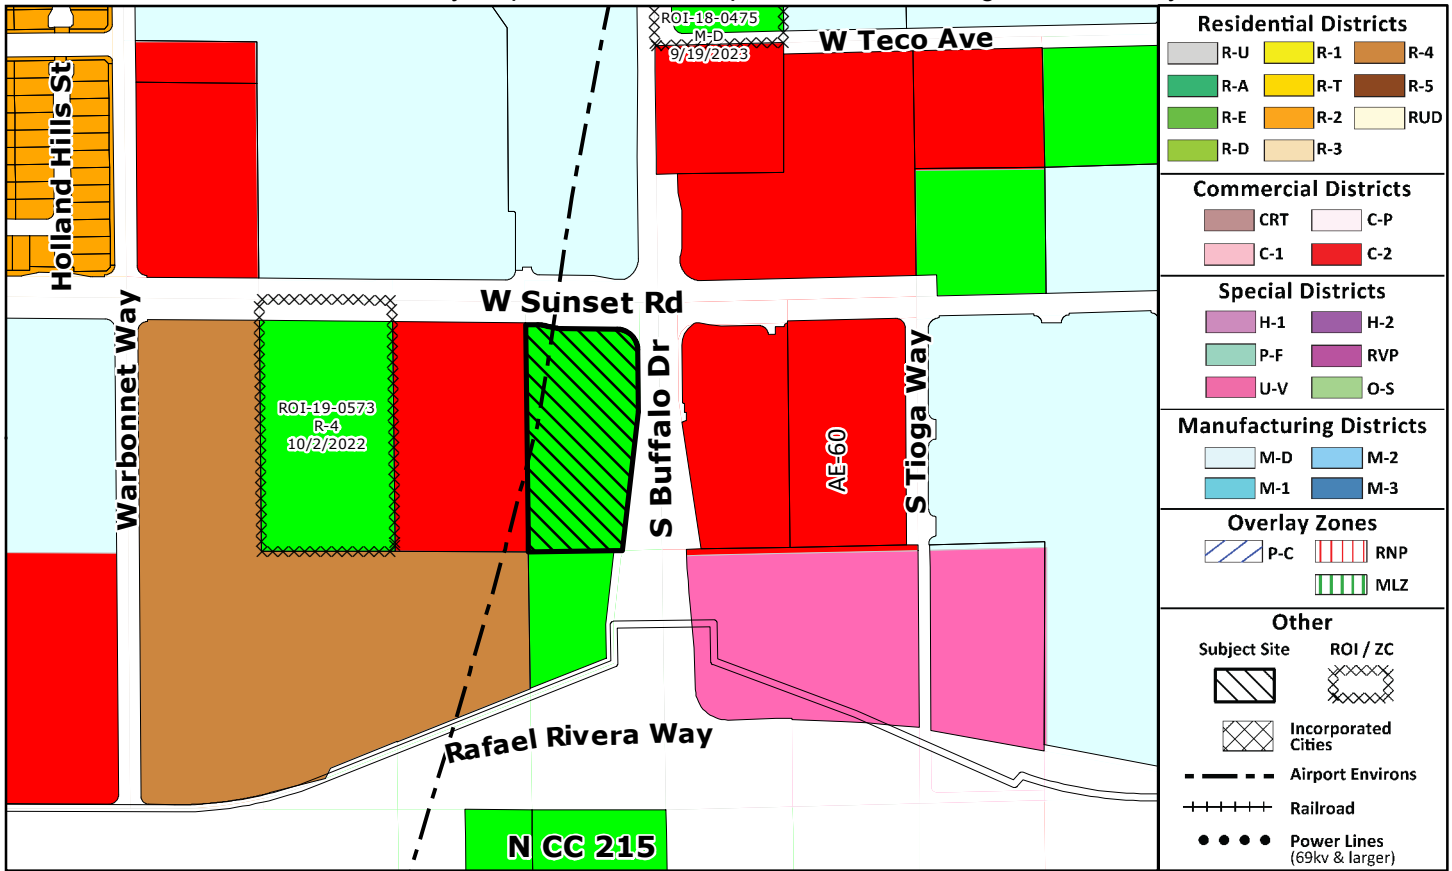 ROI-18-0475
M-D
9/19/2023
W Teco Ave
Holland Hills St
W Sunset Rd
Warbonnet Way
ROI-19-0573
R-4
10/2/2022
S Buffalo Dr
AE-60
S Tioga Way
Rafael Rivera Way
N CC 215
Residential Districts
R-U R-1 R-4
R-A R-T R-5
R-E R-2 RUD
R-D R-3
Commercial Districts
CRT C-P
C-1 C-2
Special Districts
H-1 H-2
P-F RVP
U-V O-S
Manufacturing Districts
M-D M-2
M-1 M-3
Overlay Zones
P-C RNP
MLZ
Other
Subject Site ROI / ZC
Incorporated
Cities
Airport Environs
Railroad
Power Lines
(69kv & larger)